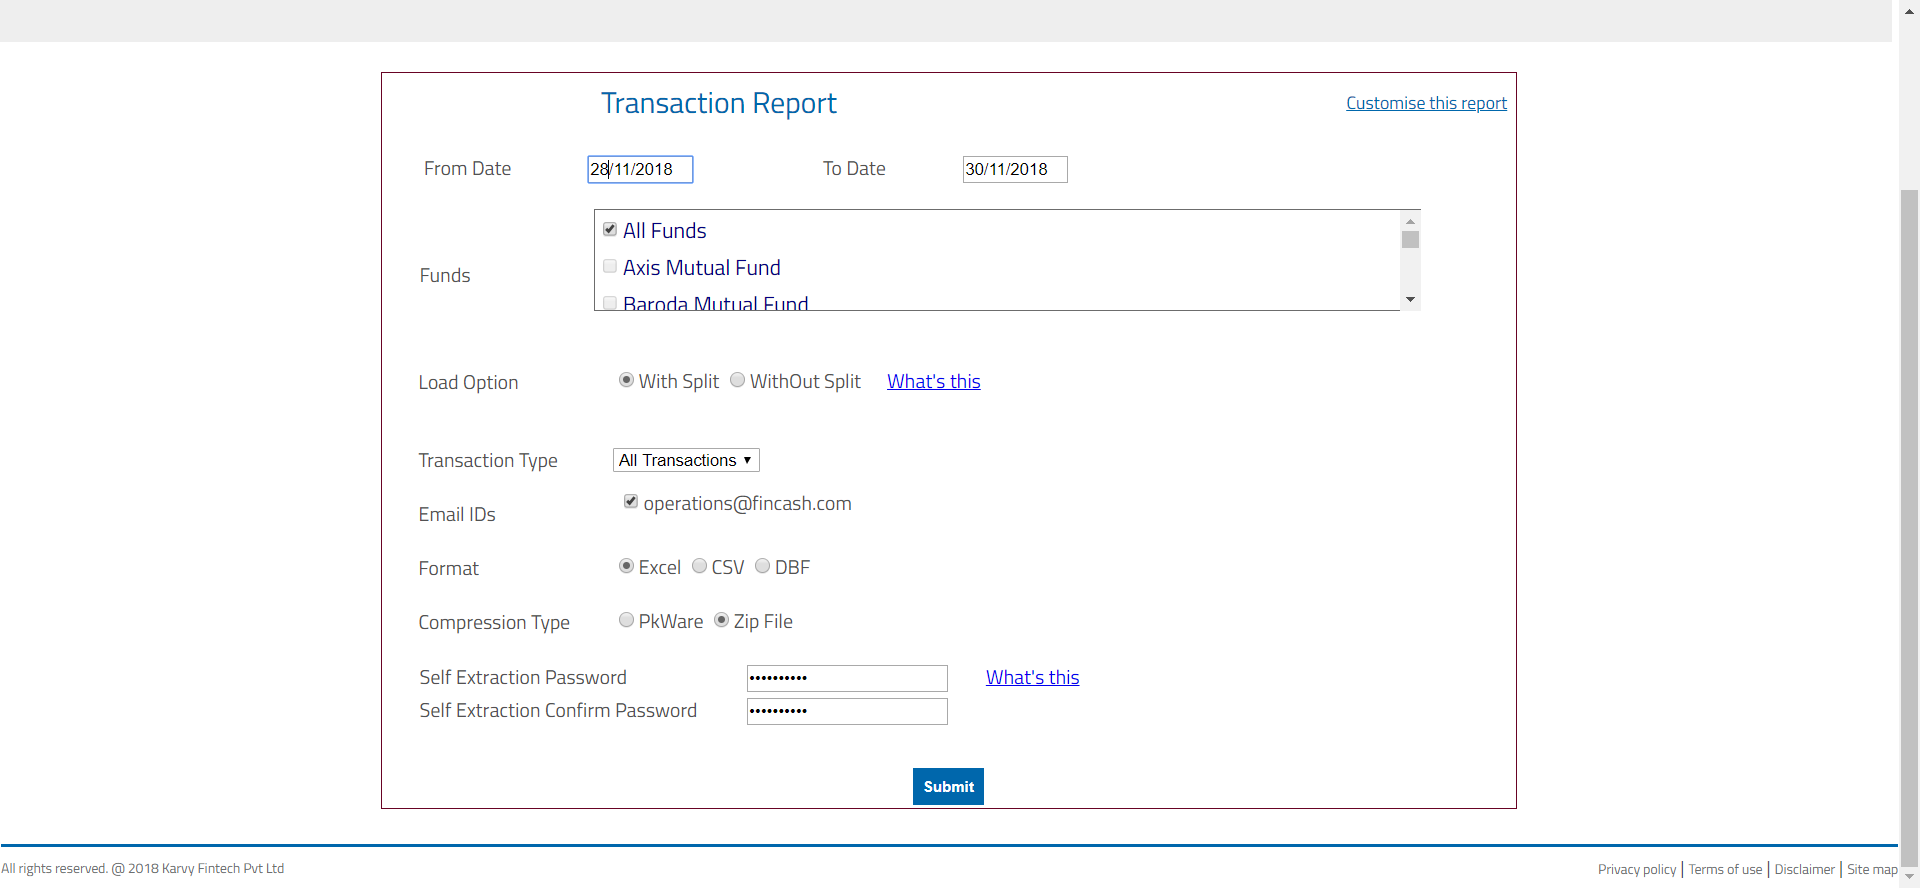 Transaction Report
Customise this report
From Date 28/11/2018 To Date 30/11/2018
Funds
All Funds
Axis Mutual Fund
Baroda Mutual Fund
Load Option With Split WithOut Split What's this
Transaction Type All Transactions
Email IDs operations@fincash.com
Format Excel CSV DBF
Compression Type PkWare Zip File
Self Extraction Password •••••••••• What's this
Self Extraction Confirm Password ••••••••••
Submit
All rights reserved. @ 2018 Karvy Fintech Pvt Ltd
Privacy policy | Terms of use | Disclaimer | Site map